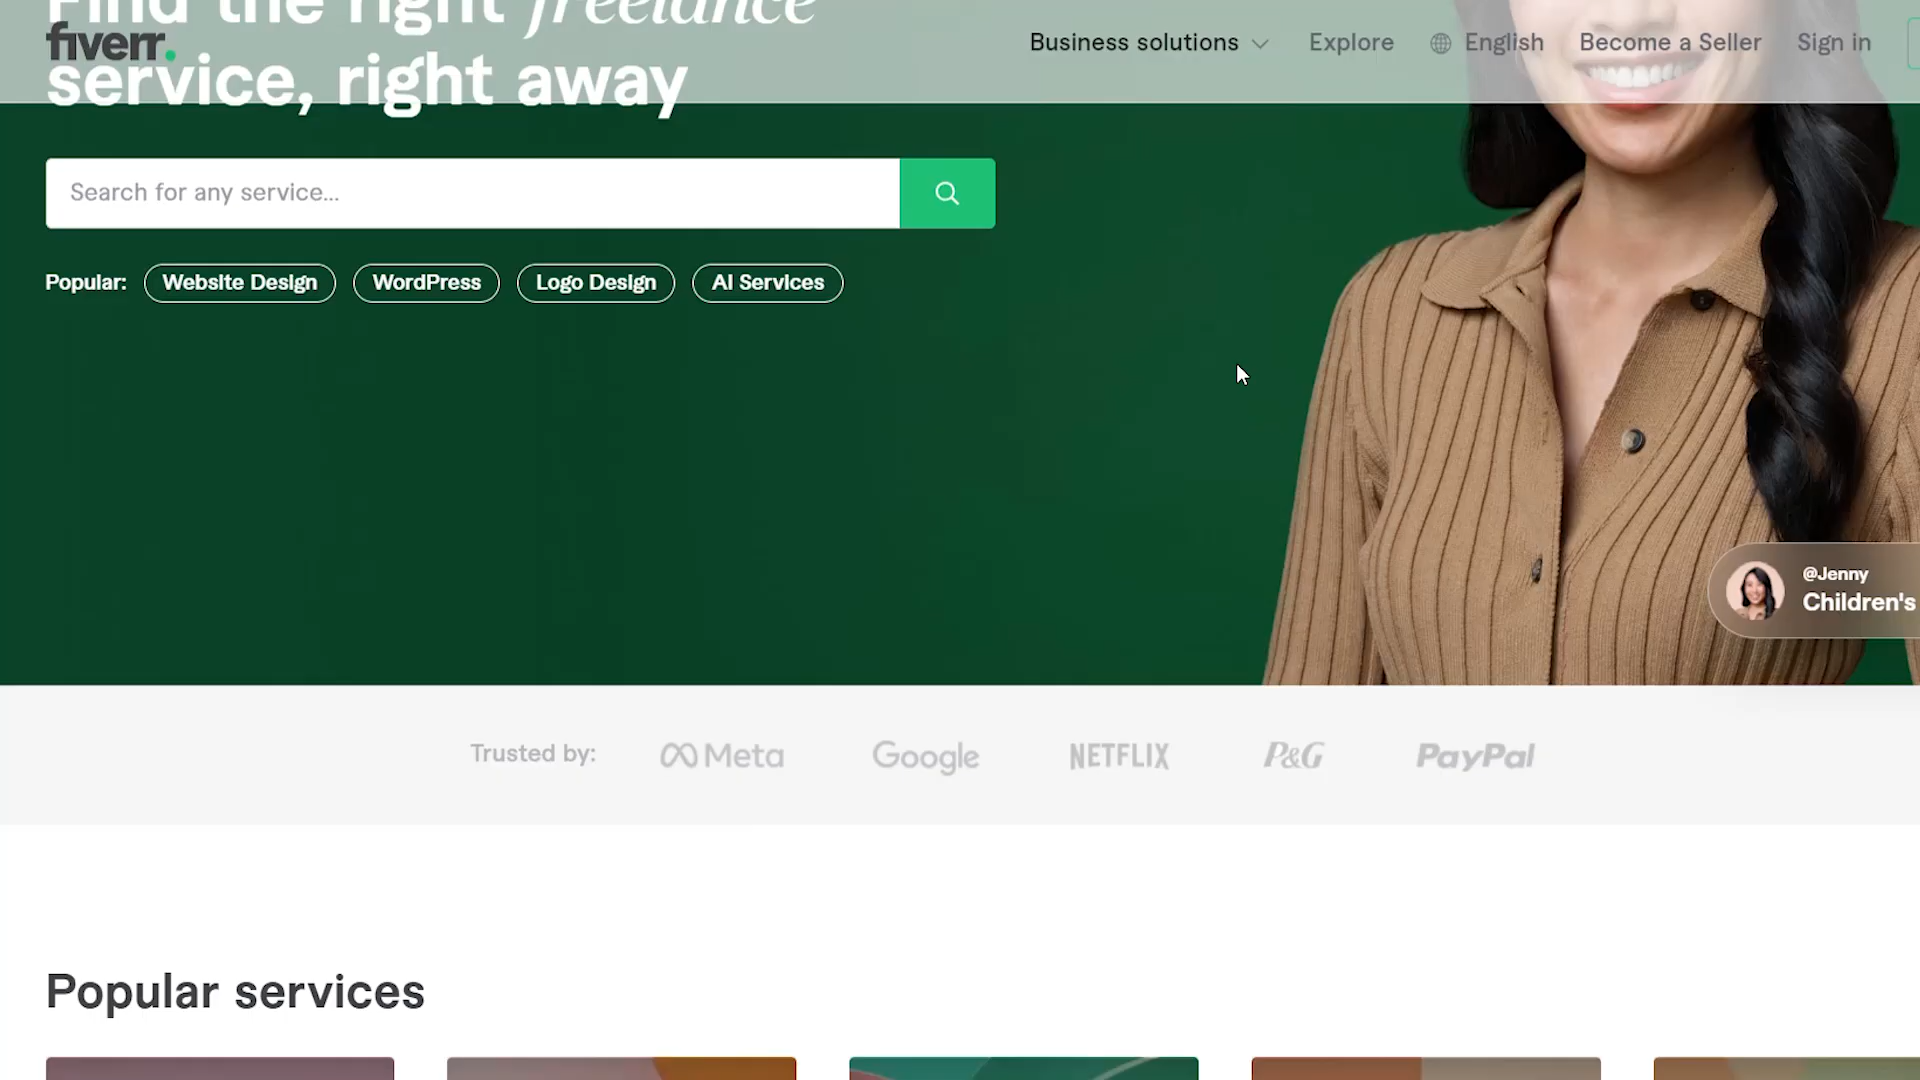 Find the right freelance
service, right away
fiverr.
Business solutions
Explore
English
Become a Seller
Sign in
Search for any service...
Popular:
Website Design
WordPress
Logo Design
AI Services
@Jenny
Children's
Trusted by:
Meta
Google
NETFLIX
P&G
PayPal
Popular services